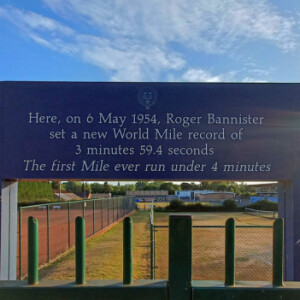 Here, on 6 May 1954, Roger Bannister
set a new World Mile record of
3 minutes 59.4 seconds
The first Mile ever run under 4 minutes